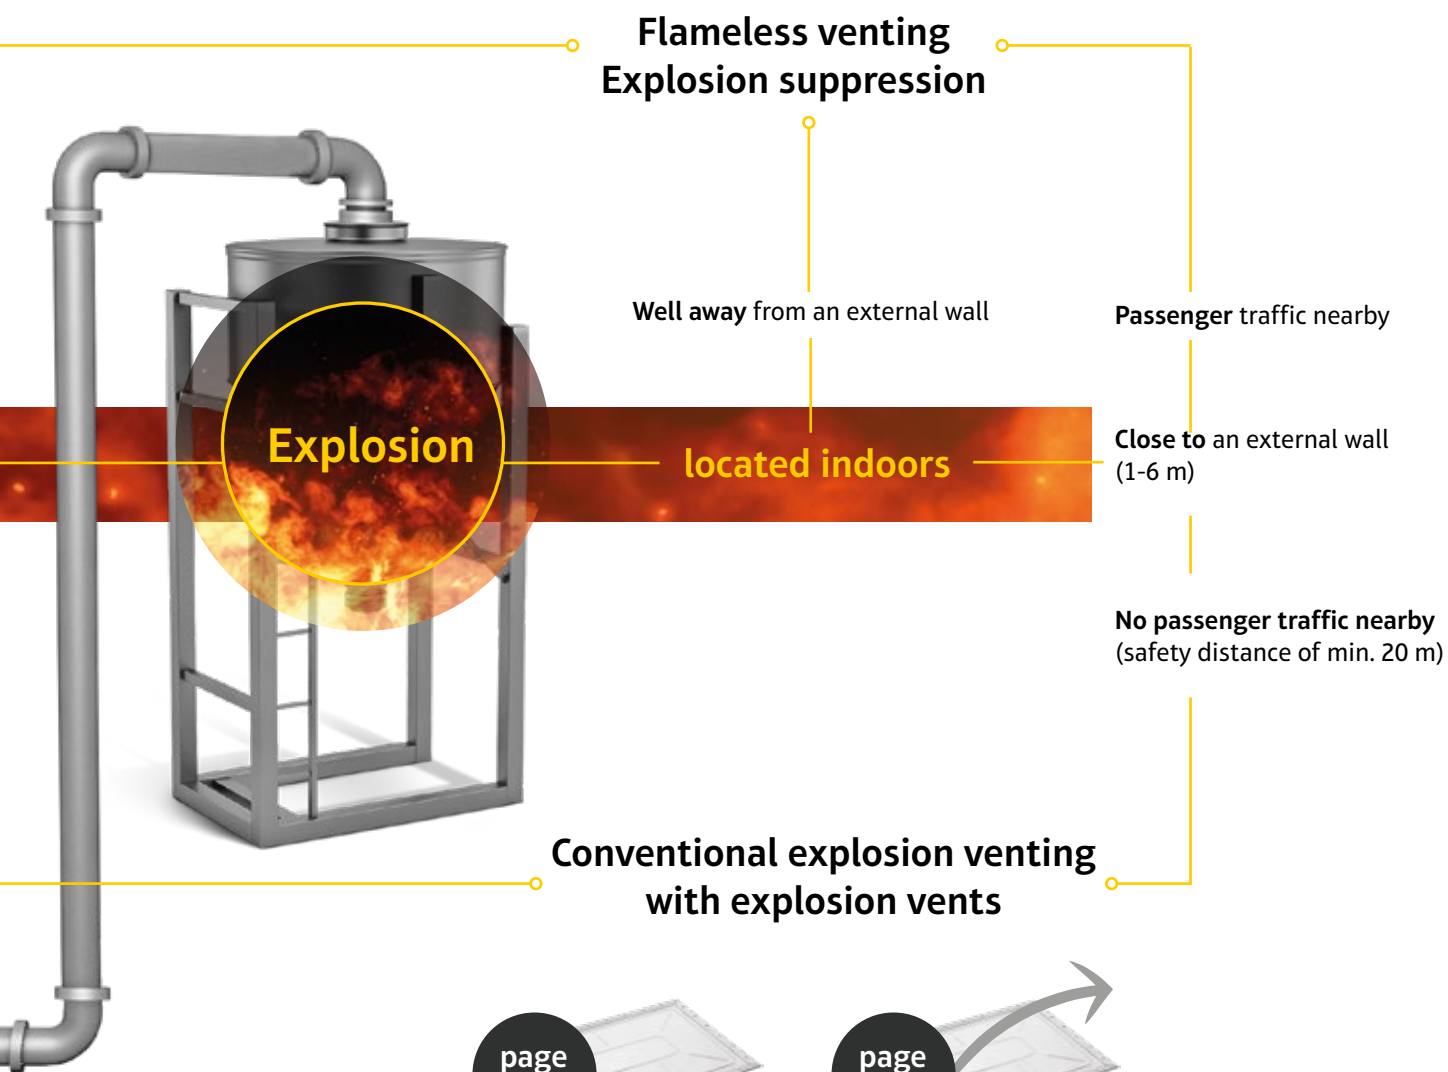 Flameless venting
Explosion suppression
Well away from an external wall
Passenger traffic nearby
Explosion
located indoors
Close to an external wall
(1-6 m)
No passenger traffic nearby
(safety distance of min. 20 m)
Conventional explosion venting
with explosion vents
page
page